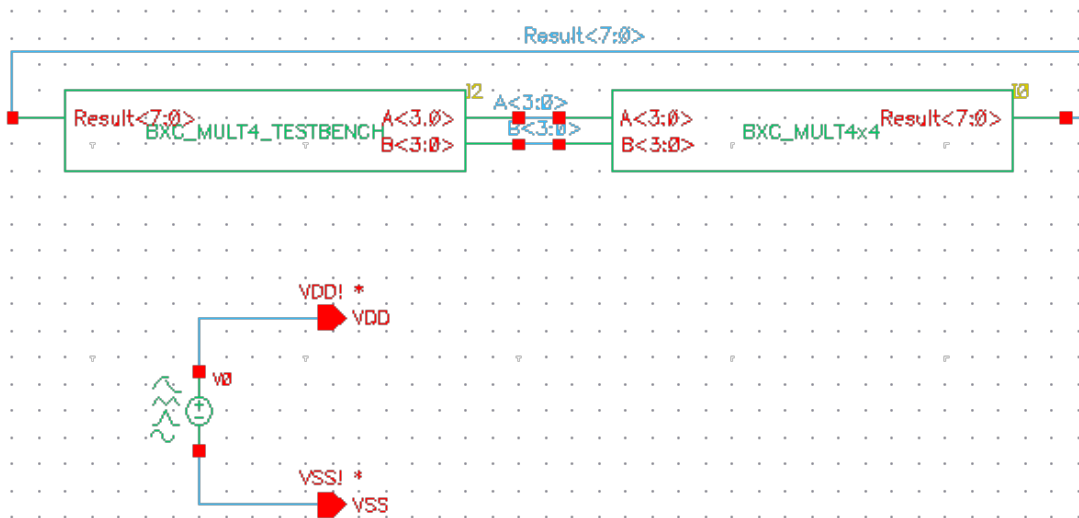 Result<7:0>
I2
A<3:0>
I0
Result<7:0>
A<3.0>
A<3:0>
Result<7:0>
BXC_MULT4_TESTBENCH
B<3:0>
BXC_MULT4x4
B<3:0>
B<3:0>
VDD! *
VDD
V0
VSS! *
VSS